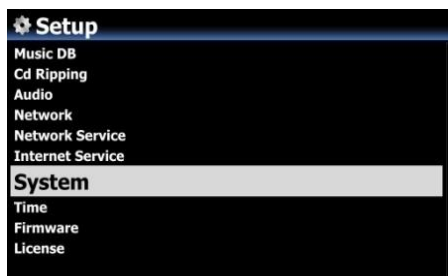 Setup
Music DB
Cd Ripping
Audio
Network
Network Service
Internet Service
System
Time
Firmware
License